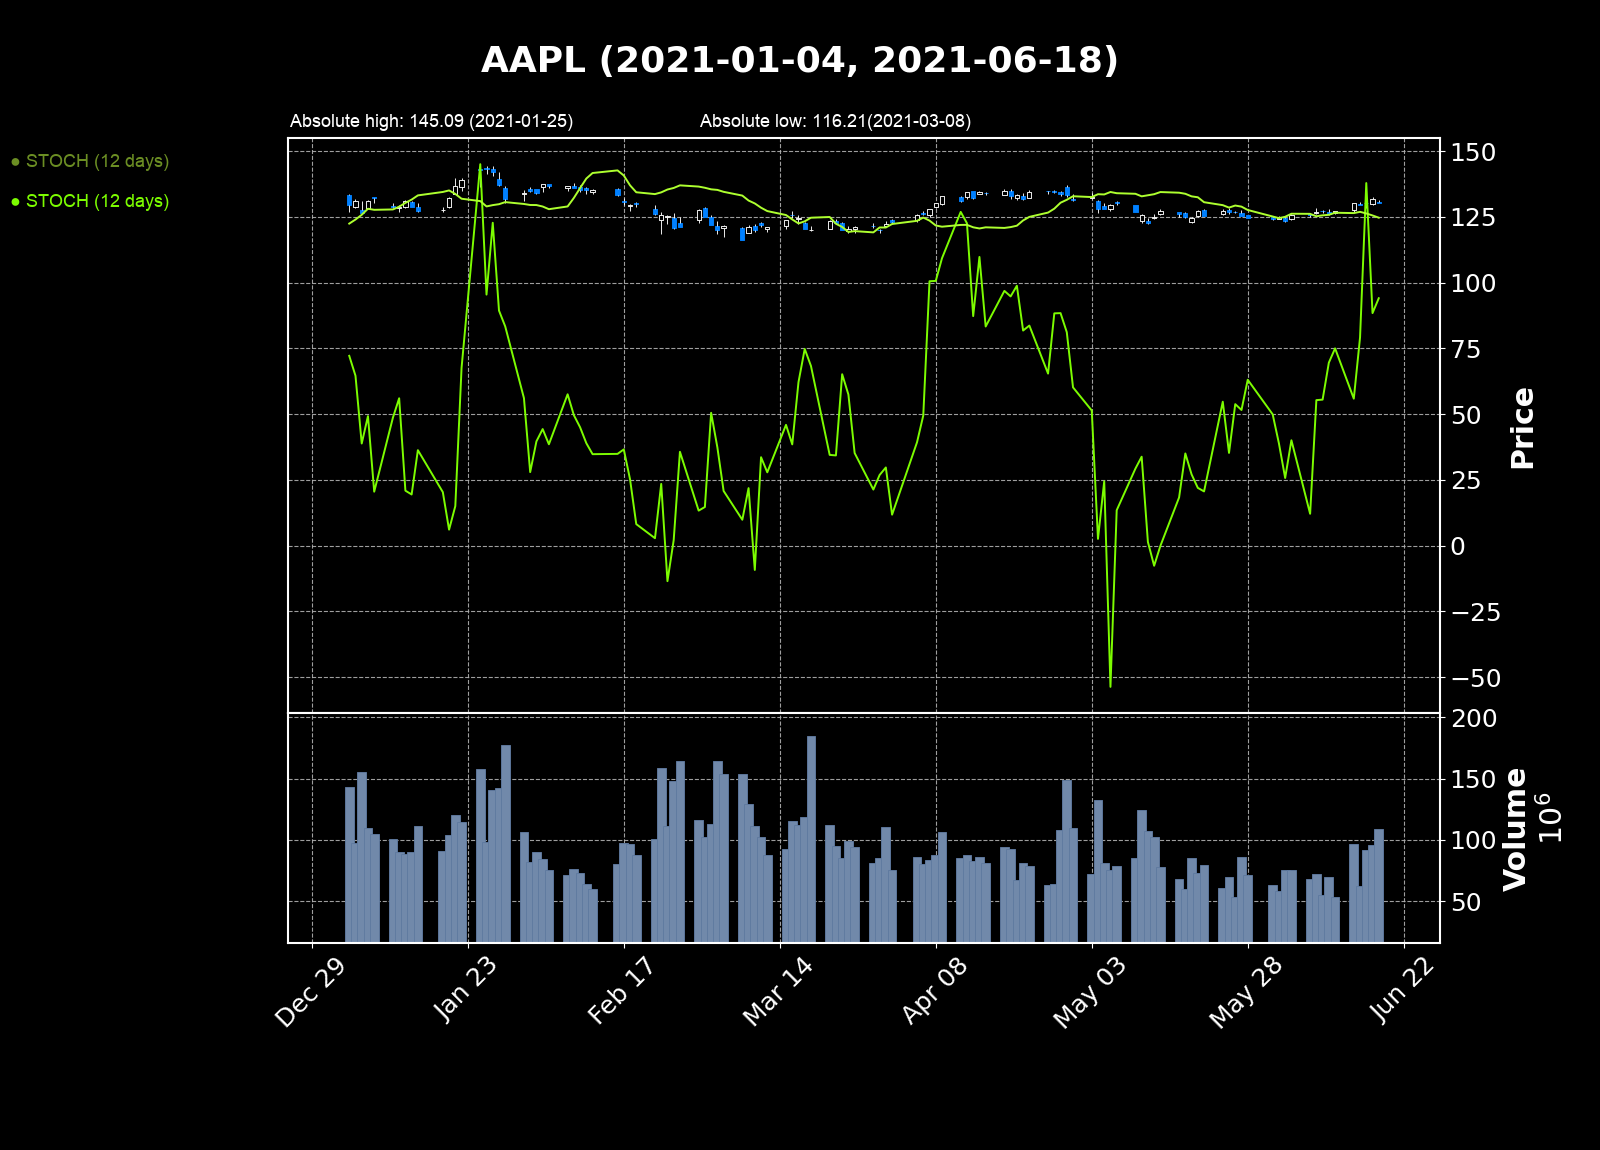 AAPL (2021-01-04, 2021-06-18)
Absolute high: 145.09 (2021-01-25)
Absolute low: 116.21(2021-03-08)
● STOCH (12 days)
● STOCH (12 days)
150
125
100
75
50
25
0
−25
−50
Price
200
150
100
50
Volume
10^6
Dec 29
Jan 23
Feb 17
Mar 14
Apr 08
May 03
May 28
Jun 22